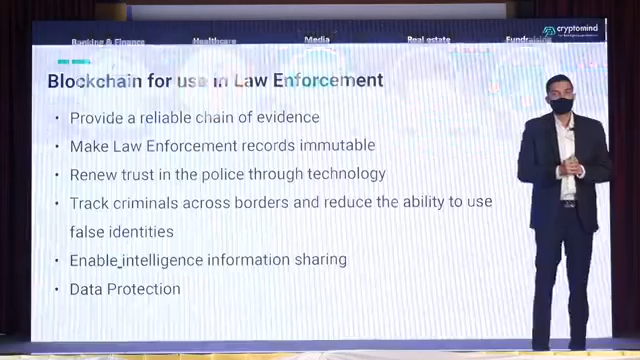 cryptomind
Banking & Finance Healthcare Media Real estate Fundraising
Blockchain for use in Law Enforcement
• Provide a reliable chain of evidence
• Make Law Enforcement records immutable
• Renew trust in the police through technology
• Track criminals across borders and reduce the ability to use
false identities
• Enable intelligence information sharing
• Data Protection